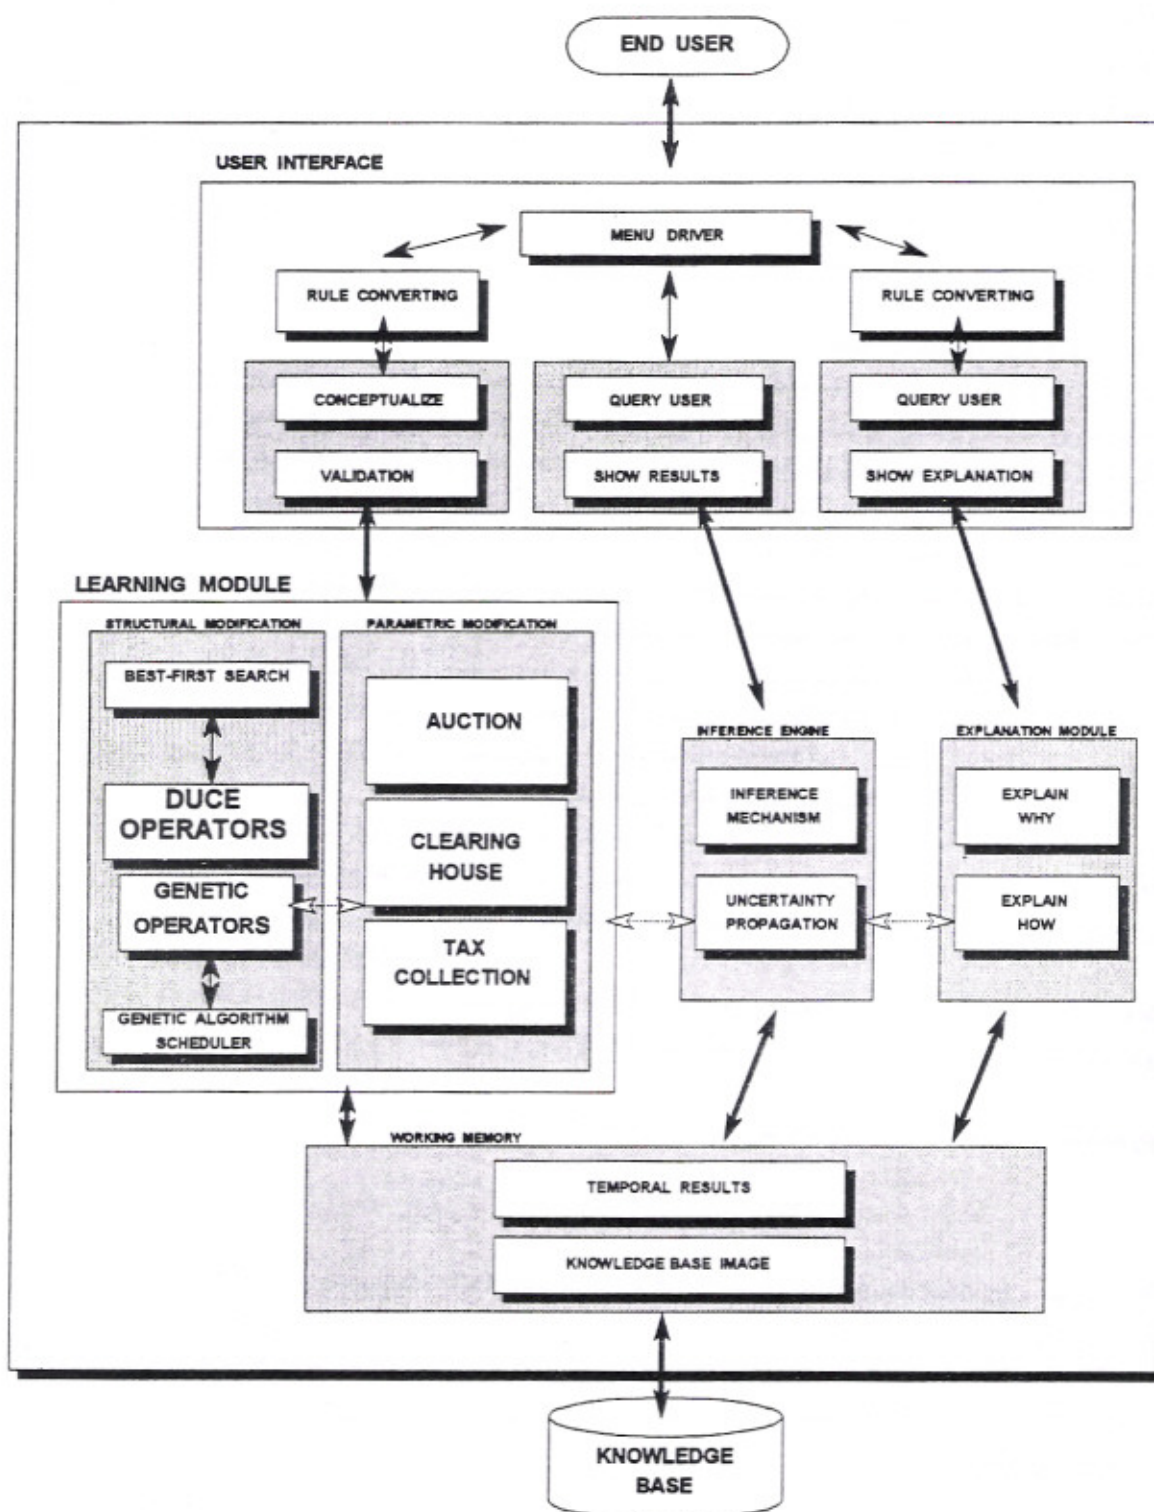 END USER
USER INTERFACE
MENU DRIVER
RULE CONVERTING
RULE CONVERTING
CONCEPTUALIZE
QUERY USER
QUERY USER
VALIDATION
SHOW RESULTS
SHOW EXPLANATION
LEARNING MODULE
STRUCTURAL MODIFICATION
PARAMETRIC MODIFICATION
BEST-FIRST SEARCH
DUCE
OPERATORS
GENETIC
OPERATORS
GENETIC ALGORITHM
SCHEDULER
AUCTION
CLEARING
HOUSE
TAX
COLLECTION
INFERENCE ENGINE
INFERENCE
MECHANISM
UNCERTAINTY
PROPAGATION
EXPLANATION MODULE
EXPLAIN
WHY
EXPLAIN
HOW
WORKING MEMORY
TEMPORAL RESULTS
KNOWLEDGE BASE IMAGE
KNOWLEDGE
BASE